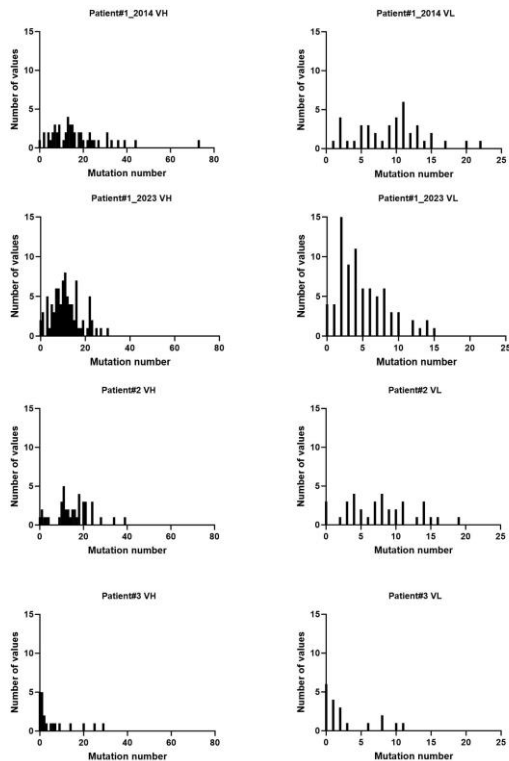 Patient#1_2014 VH
Number of values
15
10
5
0
0 20 40 60 80
Mutation number
Patient#1_2014 VL
Number of values
15
10
5
0
0 5 10 15 20 25
Mutation number
Patient#1_2023 VH
Number of values
15
10
5
0
0 20 40 60 80
Mutation number
Patient#1_2023 VL
Number of values
15
10
5
0
0 5 10 15 20 25
Mutation number
Patient#2 VH
Number of values
15
10
5
0
0 20 40 60 80
Mutation number
Patient#2 VL
Number of values
15
10
5
0
0 5 10 15 20 25
Mutation number
Patient#3 VH
Number of values
15
10
5
0
0 20 40 60 80
Mutation number
Patient#3 VL
Number of values
15
10
5
0
0 5 10 15 20 25
Mutation number